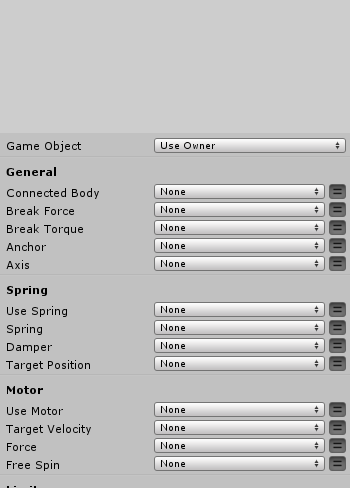 Game Object Use Owner
General
Connected Body None
Break Force None
Break Torque None
Anchor None
Axis None
Spring
Use Spring None
Spring None
Damper None
Target Position None
Motor
Use Motor None
Target Velocity None
Force None
Free Spin None